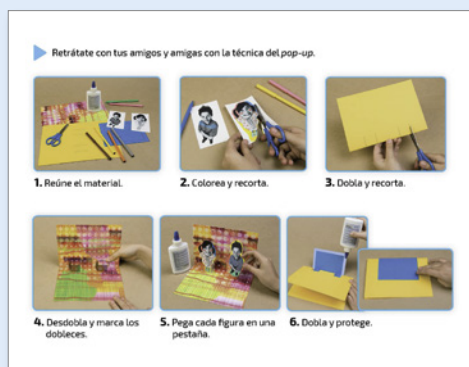 Retrátate con tus amigos y amigas con la técnica del pop-up.
1. Reúne el material.
2. Colorea y recorta.
3. Dobla y recorta.
4. Desdobla y marca los
dobleces.
5. Pega cada figura en una
pestaña.
6. Dobla y protege.